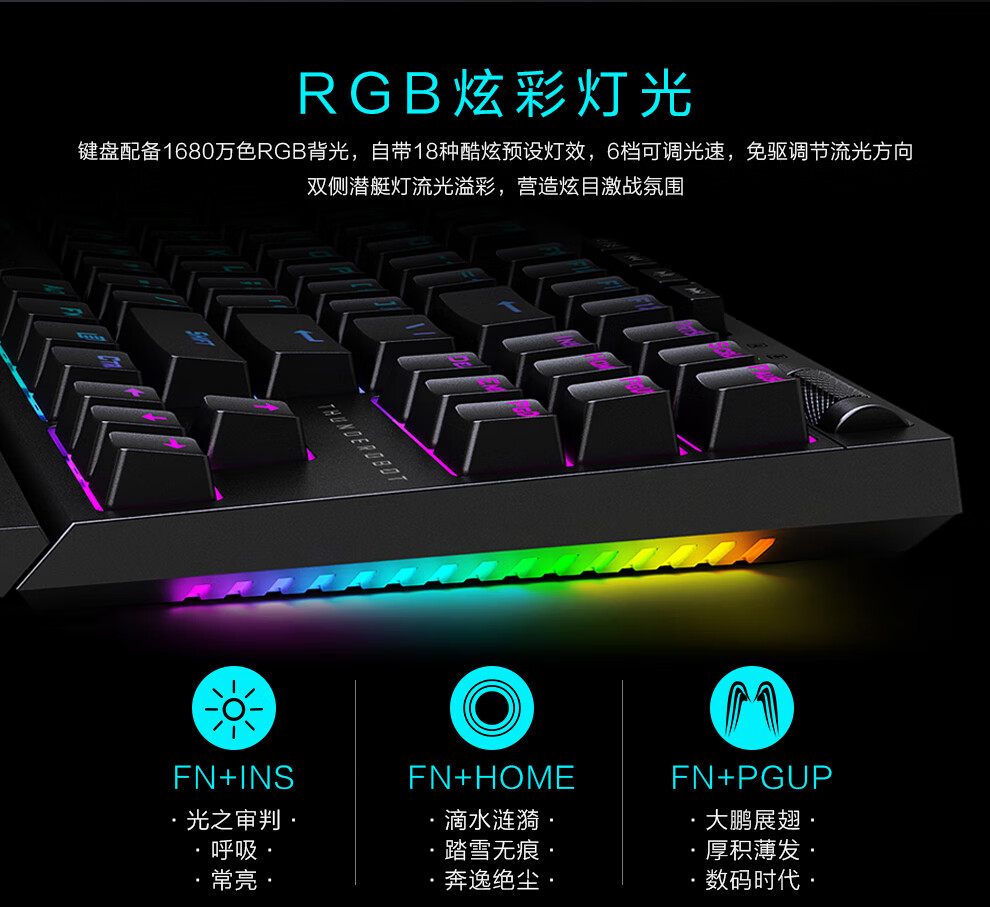 RGB炫彩灯光
键盘配备1680万色RGB背光，自带18种酷炫预设灯效，6档可调光速，免驱调节流光方向
双侧潜艇灯流光溢彩，营造炫目激战氛围
THUNDEROBOT
FN+INS
· 光之审判 ·
· 呼吸 ·
· 常亮 ·
FN+HOME
· 滴水涟漪 ·
· 踏雪无痕 ·
· 奔逸绝尘 ·
FN+PGUP
· 大鹏展翅 ·
· 厚积薄发 ·
· 数码时代 ·